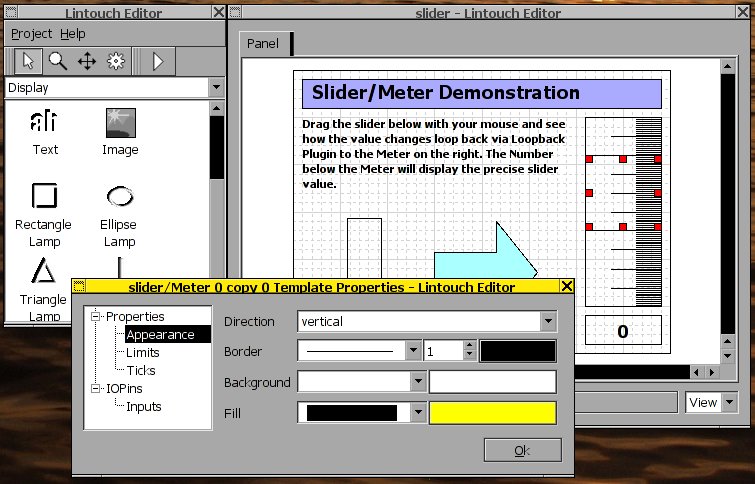 Lintouch Editor
Project Help
Display
Text
Image
Rectangle
Lamp
Ellipse
Lamp
Triangle
Lamp
slider - Lintouch Editor
Panel
Slider/Meter Demonstration
Drag the slider below with your mouse and see
how the value changes loop back via Loopback
Plugin to the Meter on the right. The Number
below the Meter will display the precise slider
value.
0
View
slider/Meter 0 copy 0 Template Properties - Lintouch Editor
Properties
Appearance
Limits
Ticks
IOPins
Inputs
Direction vertical
Border 1
Background
Fill
Ok